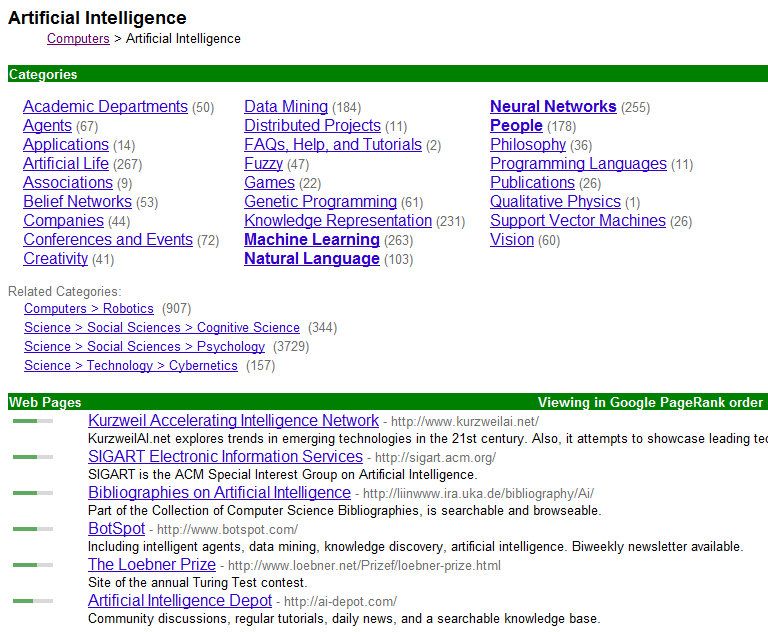 Artificial Intelligence
Computers > Artificial Intelligence
Categories
Academic Departments (50)
Agents (67)
Applications (14)
Artificial Life (267)
Associations (9)
Belief Networks (53)
Companies (44)
Conferences and Events (72)
Creativity (41)
Data Mining (184)
Distributed Projects (11)
FAQs, Help, and Tutorials (2)
Fuzzy (47)
Games (22)
Genetic Programming (61)
Knowledge Representation (231)
Machine Learning (263)
Natural Language (103)
Neural Networks (255)
People (178)
Philosophy (36)
Programming Languages (11)
Publications (26)
Qualitative Physics (1)
Support Vector Machines (26)
Vision (60)
Related Categories:
Computers > Robotics (907)
Science > Social Sciences > Cognitive Science (344)
Science > Social Sciences > Psychology (3729)
Science > Technology > Cybernetics (157)
Web Pages Viewing in Google PageRank order
Kurzweil Accelerating Intelligence Network - http://www.kurzweilai.net/
KurzweilAI.net explores trends in emerging technologies in the 21st century. Also, it attempts to showcase leading
SIGART Electronic Information Services - http://sigart.acm.org/
SIGART is the ACM Special Interest Group on Artificial Intelligence.
Bibliographies on Artificial Intelligence - http://liinwww.ira.uka.de/bibliography/Ai/
Part of the Collection of Computer Science Bibliographies, is searchable and browseable.
BotSpot - http://www.botspot.com/
Including intelligent agents, data mining, knowledge discovery, artificial intelligence. Biweekly newsletter available.
The Loebner Prize - http://www.loebner.net/Prizef/loebner-prize.html
Site of the annual Turing Test contest.
Artificial Intelligence Depot - http://ai-depot.com/
Community discussions, regular tutorials, daily news, and a searchable knowledge base.